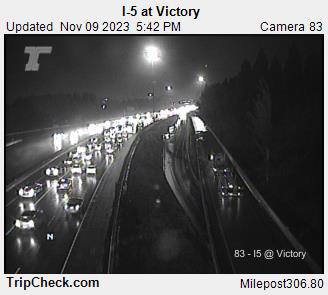 I-5 at Victory
Updated Nov 09 2023 5:42 PM Camera 83
T
N
83 - I5 @ Victory
TripCheck.com Milepost306.80